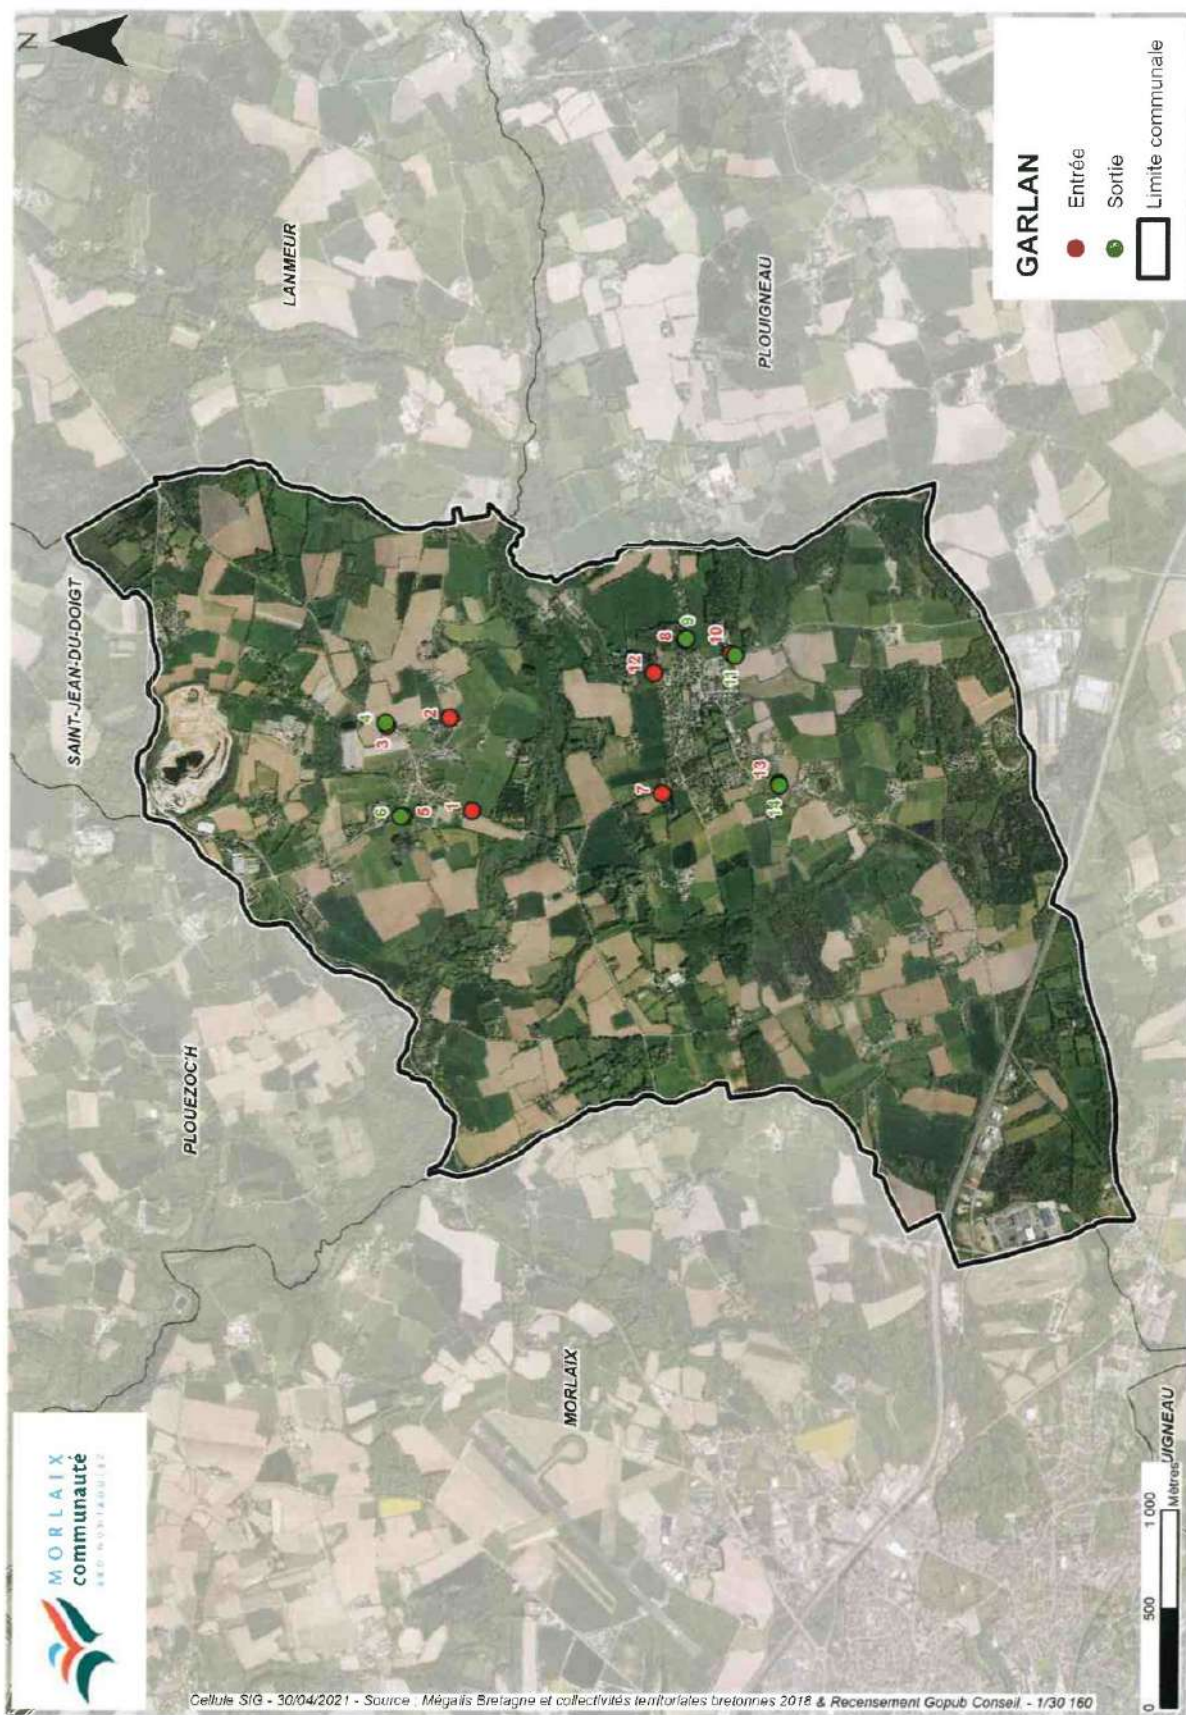 MORLAIX
communauté
N
SAINT-JEAN-DU-DOIGT
LANMEUR
PLOUEZOC'H
PLOUIGNEAU
MORLAIX
UIGNEAU
6
5
4
3
1
2
7
12
8
9
10
11
14
13
GARLAN
Entrée
Sortie
Limite communale
0 500 1 000
Mètres
Cellule SIG - 30/04/2021 - Source : Mégalis Bretagne et collectivités territoriales bretonnes 2018 & Recensement Gopub Conseil - 1/30 160